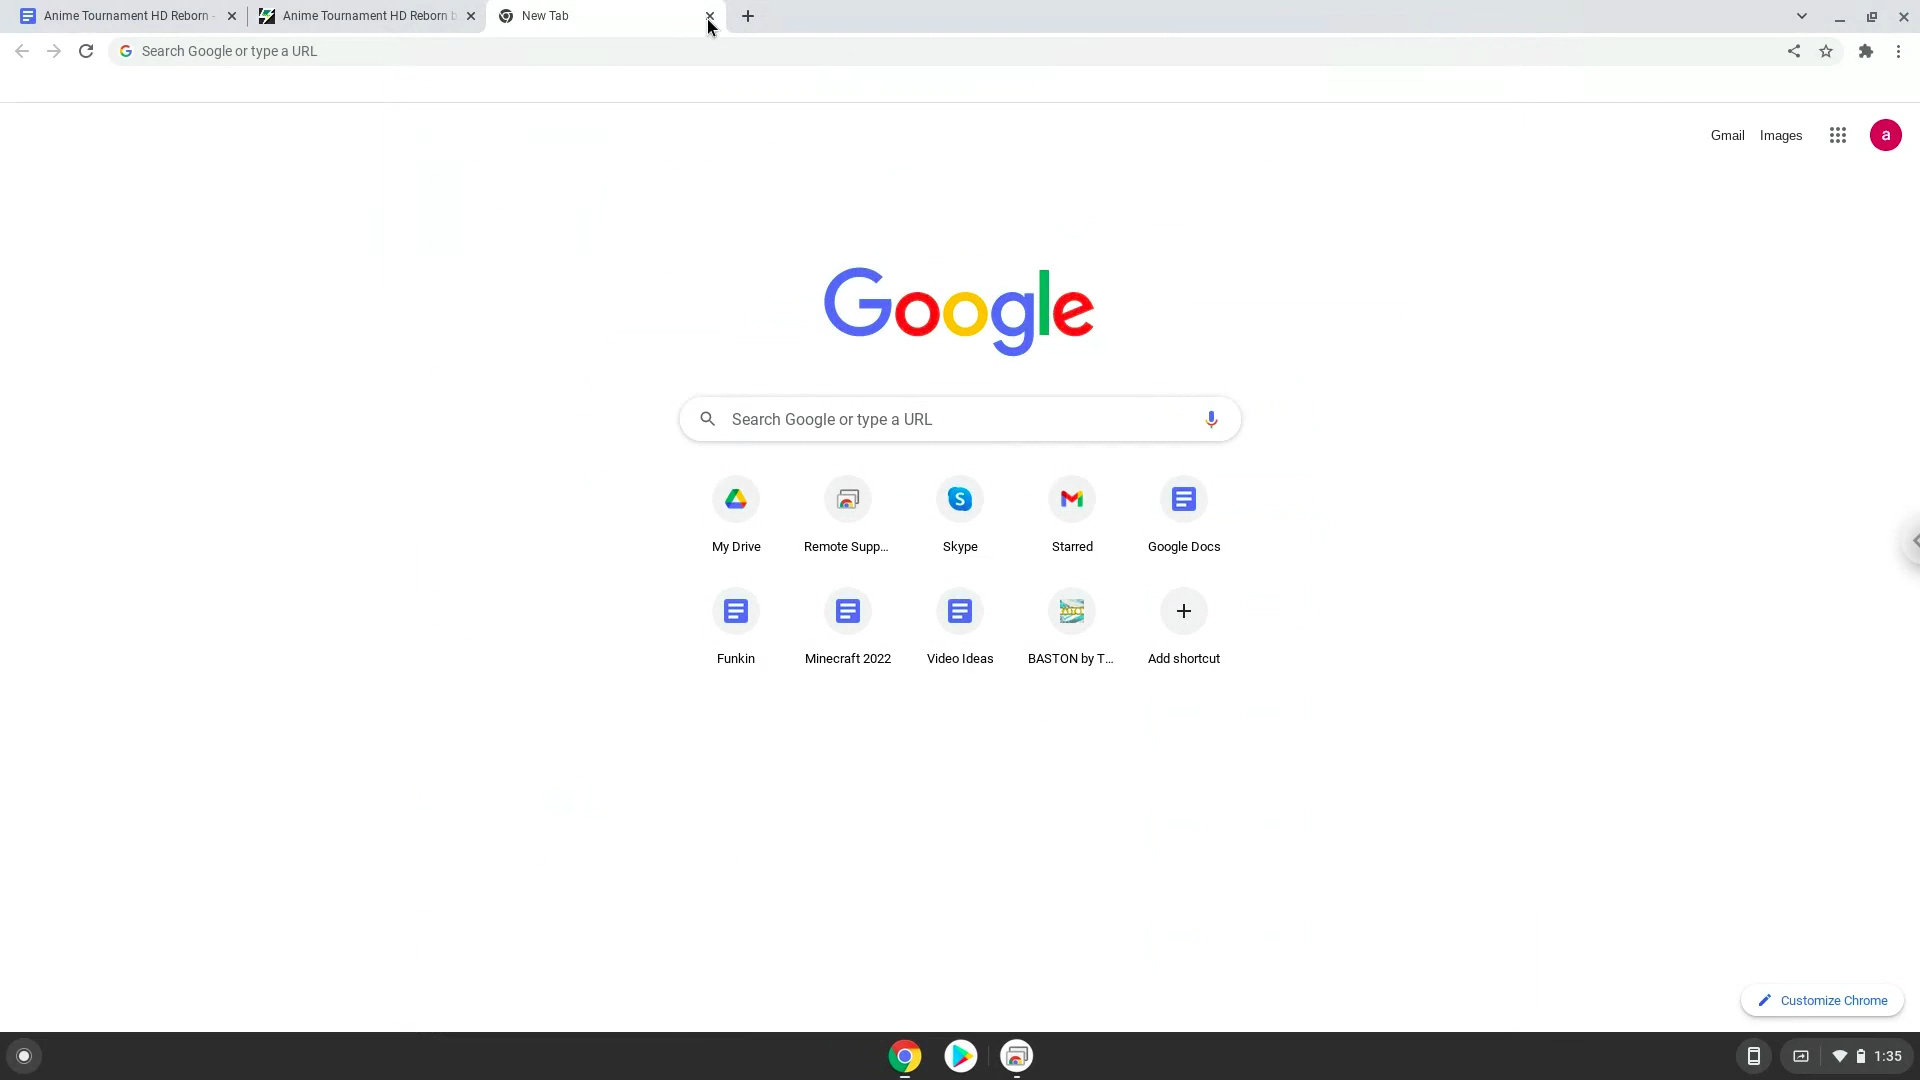 Anime Tournament HD Reborn -
Anime Tournament HD Reborn b
New Tab
Search Google or type a URL
Gmail
Images
a
Google
Search Google or type a URL
My Drive
Remote Supp...
Skype
Starred
Google Docs
Funkin
Minecraft 2022
Video Ideas
BASTON by T...
Add shortcut
Customize Chrome
1:35